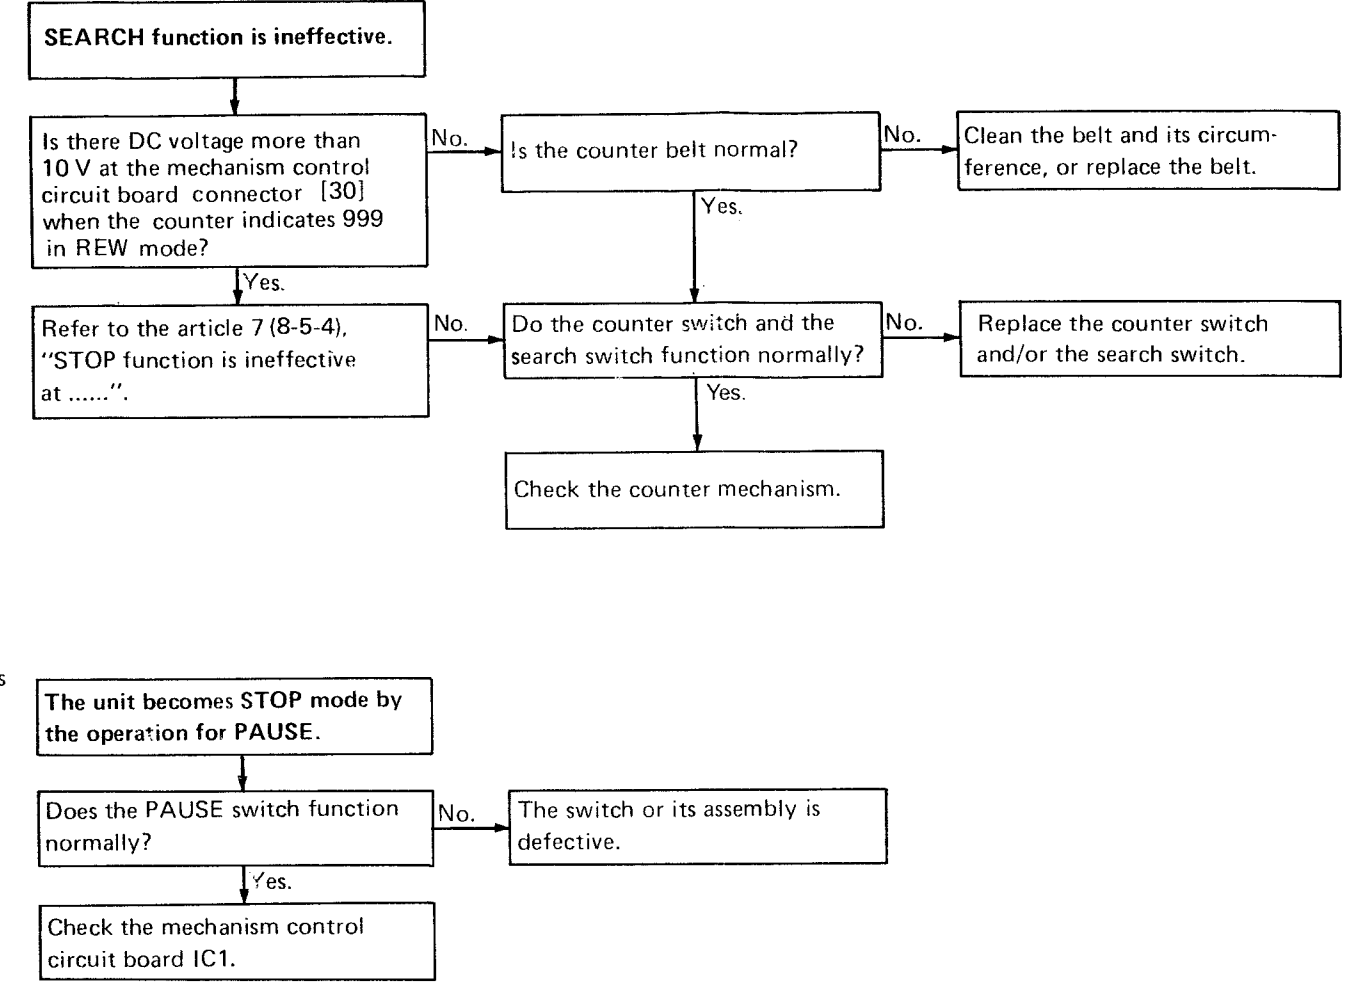 SEARCH function is ineffective.
Is there DC voltage more than
10 V at the mechanism control
circuit board connector [30]
when the counter indicates 999
in REW mode?
No.
Is the counter belt normal?
No.
Clean the belt and its circum-
ference, or replace the belt.
Yes.
Yes.
Refer to the article 7 (8-5-4),
"STOP function is ineffective
at ......".
No.
Do the counter switch and the
search switch function normally?
No.
Replace the counter switch
and/or the search switch.
Yes.
Check the counter mechanism.
s
The unit becomes STOP mode by
the operation for PAUSE.
Does the PAUSE switch function
normally?
No.
The switch or its assembly is
defective.
Yes.
Check the mechanism control
circuit board IC1.